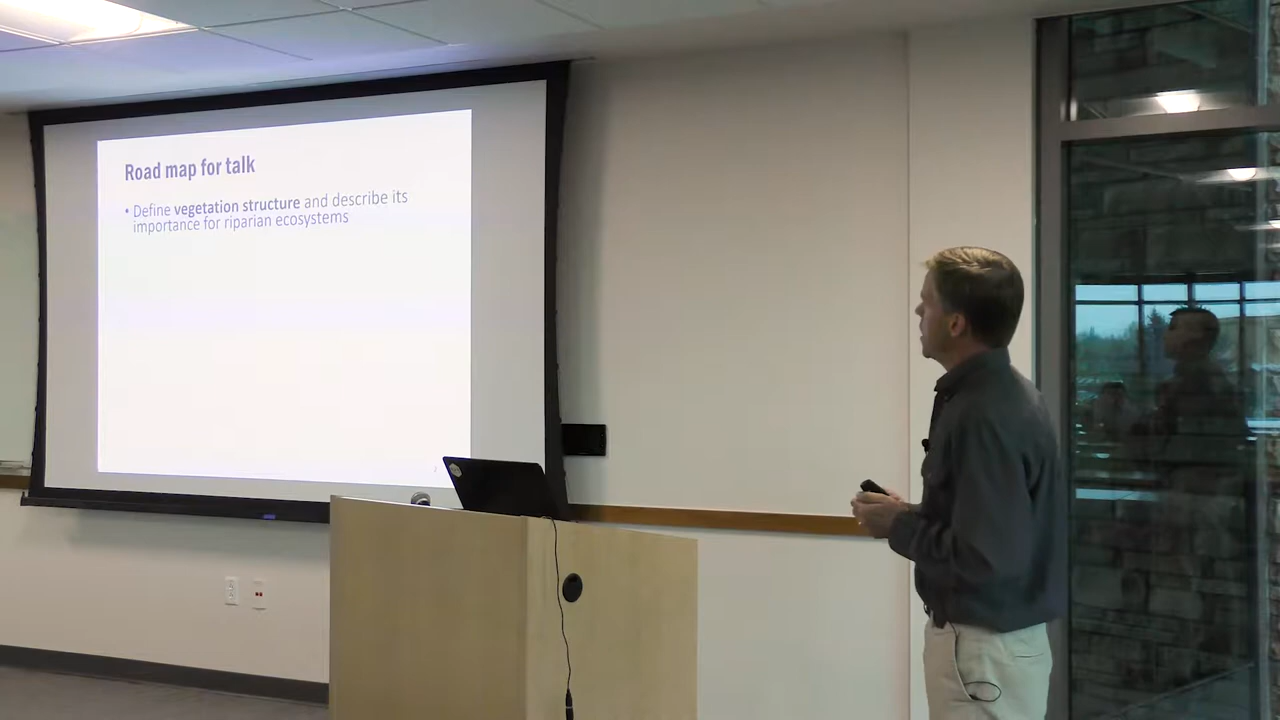 Road map for talk
• Define vegetation structure and describe its
importance for riparian ecosystems